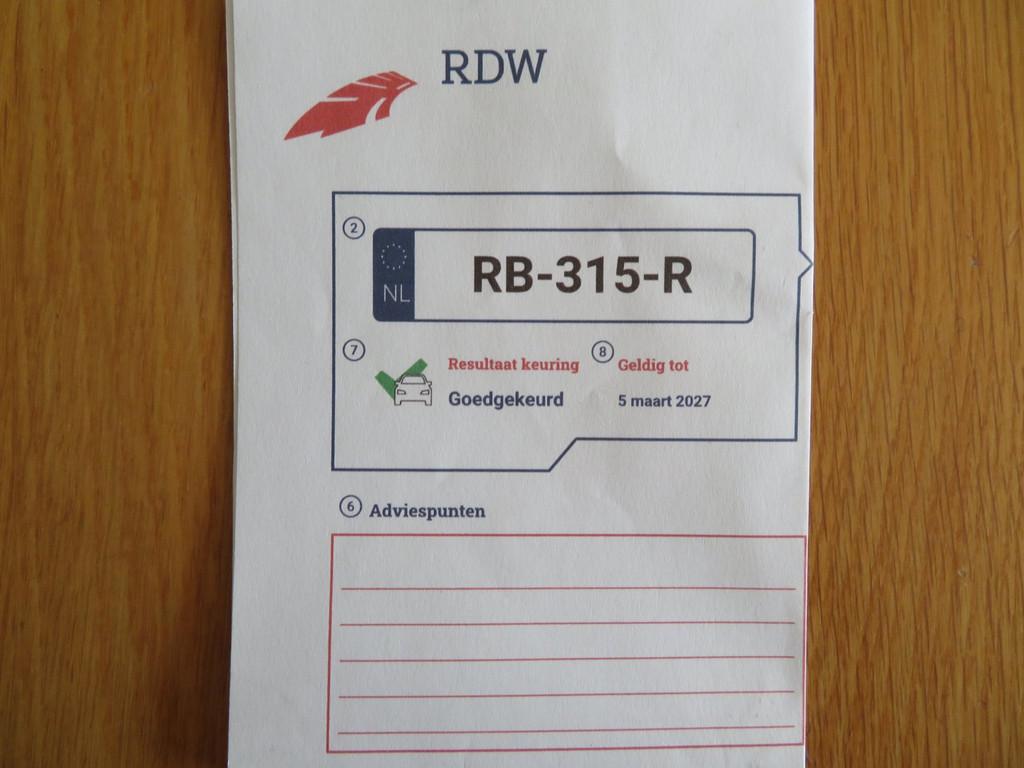 RDW
2
NL
RB-315-R
7
Resultaat keuring
8
Geldig tot
Goedgekeurd
5 maart 2027
6 Adviespunten